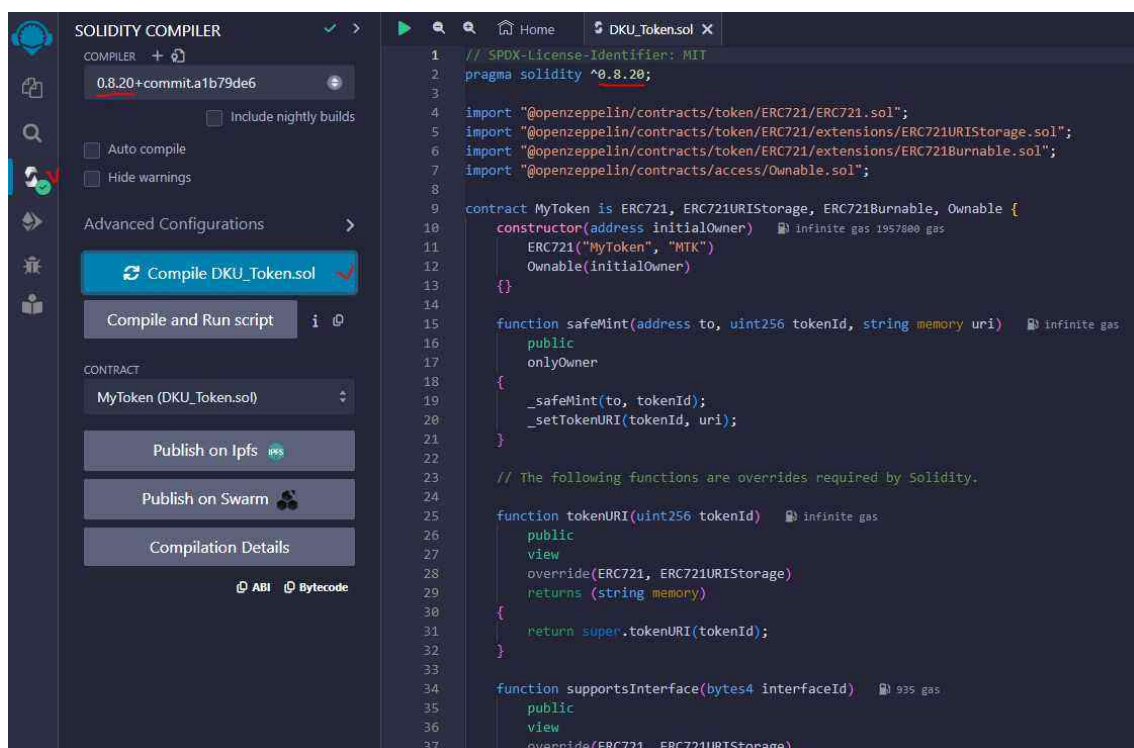 SOLIDITY COMPILER
COMPILER
0.8.20+commit.a1b79de6
Include nightly builds
Auto compile
Hide warnings
Advanced Configurations
Compile DKU_Token.sol
Compile and Run script
i
CONTRACT
MyToken (DKU_Token.sol)
Publish on Ipfs
IPFS
Publish on Swarm
Compilation Details
ABI Bytecode
Home DKU_Token.sol
1 // SPDX-License-Identifier: MIT
2 pragma solidity ^0.8.20;
3
4 import "@openzeppelin/contracts/token/ERC721/ERC721.sol";
5 import "@openzeppelin/contracts/token/ERC721/extensions/ERC721URIStorage.sol";
6 import "@openzeppelin/contracts/token/ERC721/extensions/ERC721Burnable.sol";
7 import "@openzeppelin/contracts/access/Ownable.sol";
8
9 contract MyToken is ERC721, ERC721URIStorage, ERC721Burnable, Ownable {
10 constructor(address initialOwner) infinite gas 1957800 gas
11 ERC721("MyToken", "MTK")
12 Ownable(initialOwner)
13 {}
14
15 function safeMint(address to, uint256 tokenId, string memory uri) infinite gas
16 public
17 onlyOwner
18 {
19 _safeMint(to, tokenId);
20 _setTokenURI(tokenId, uri);
21 }
22
23 // The following functions are overrides required by Solidity.
24
25 function tokenURI(uint256 tokenId) infinite gas
26 public
27 view
28 override(ERC721, ERC721URIStorage)
29 returns (string memory)
30 {
31 return super.tokenURI(tokenId);
32 }
33
34 function supportsInterface(bytes4 interfaceId) 935 gas
35 public
36 view
37 override(ERC721, ERC721URIStorage)